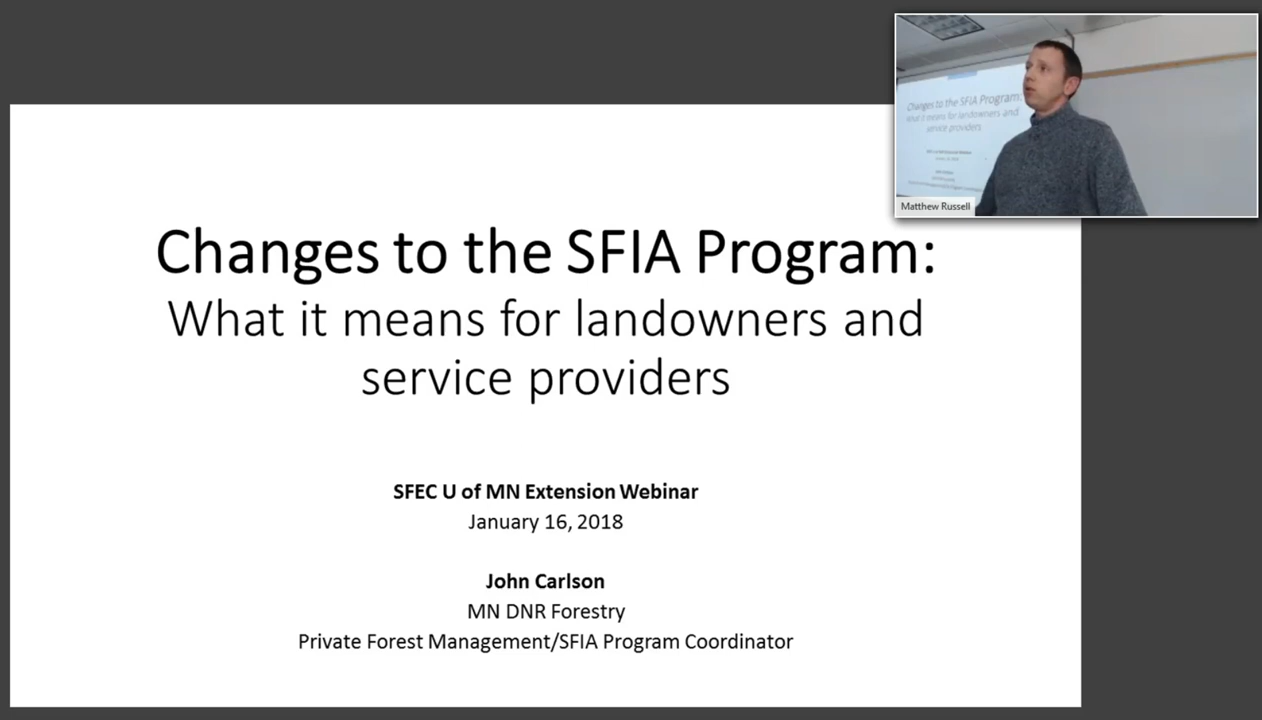 Changes to the SFIA Program:
What it means for landowners and
service providers
SFEC U of MN Extension Webinar
January 16, 2018
John Carlson
MN DNR Forestry
Private Forest Management/SFIA Program Coordinator
Changes to the SFIA Program:
what it means for landowners and
service providers
Matthew Russell